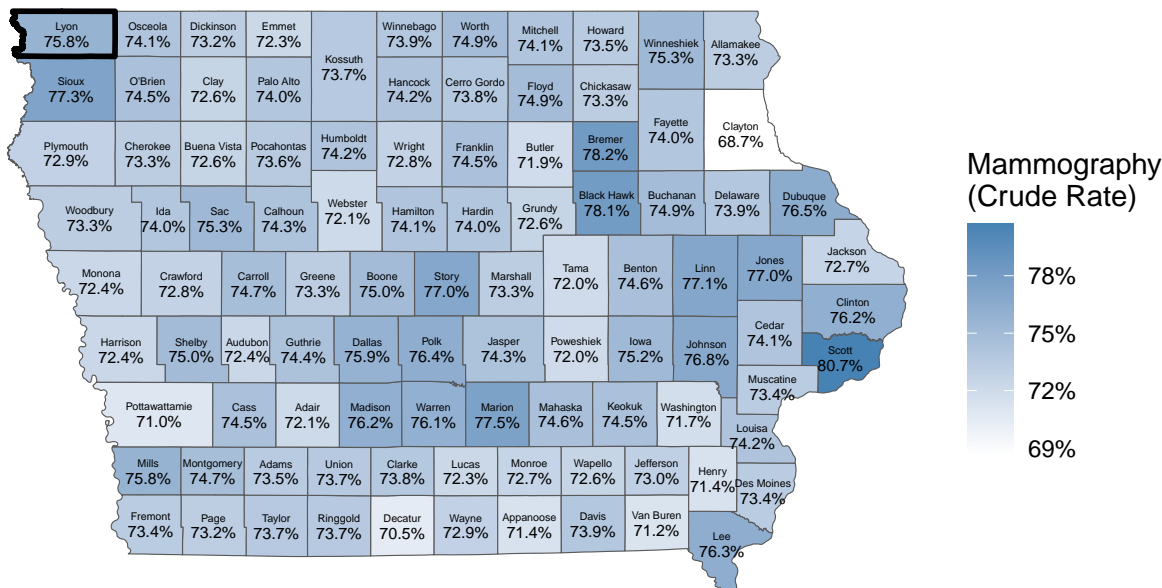 Lyon
75.8%
Osceola
74.1%
Dickinson
73.2%
Emmet
72.3%
Kossuth
73.7%
Winnebago
73.9%
Worth
74.9%
Mitchell
74.1%
Howard
73.5%
Winneshiek
75.3%
Allamakee
73.3%
Sioux
77.3%
O'Brien
74.5%
Clay
72.6%
Palo Alto
74.0%
Hancock
74.2%
Cerro Gordo
73.8%
Floyd
74.9%
Chickasaw
73.3%
Fayette
74.0%
Clayton
68.7%
Plymouth
72.9%
Cherokee
73.3%
Buena Vista
72.6%
Pocahontas
73.6%
Humboldt
74.2%
Wright
72.8%
Franklin
74.5%
Butler
71.9%
Bremer
78.2%
Woodbury
73.3%
Ida
74.0%
Sac
75.3%
Calhoun
74.3%
Webster
72.1%
Hamilton
74.1%
Hardin
74.0%
Grundy
72.6%
Black Hawk
78.1%
Buchanan
74.9%
Delaware
73.9%
Dubuque
76.5%
Monona
72.4%
Crawford
72.8%
Carroll
74.7%
Greene
73.3%
Boone
75.0%
Story
77.0%
Marshall
73.3%
Tama
72.0%
Benton
74.6%
Linn
77.1%
Jones
77.0%
Jackson
72.7%
Clinton
76.2%
Harrison
72.4%
Shelby
75.0%
Audubon
72.4%
Guthrie
74.4%
Dallas
75.9%
Polk
76.4%
Jasper
74.3%
Poweshiek
72.0%
Iowa
75.2%
Johnson
76.8%
Cedar
74.1%
Scott
80.7%
Muscatine
73.4%
Pottawattamie
71.0%
Cass
74.5%
Adair
72.1%
Madison
76.2%
Warren
76.1%
Marion
77.5%
Mahaska
74.6%
Keokuk
74.5%
Washington
71.7%
Louisa
74.2%
Mills
75.8%
Montgomery
74.7%
Adams
73.5%
Union
73.7%
Clarke
73.8%
Lucas
72.3%
Monroe
72.7%
Wapello
72.6%
Jefferson
73.0%
Henry
71.4%
Des Moines
73.4%
Fremont
73.4%
Page
73.2%
Taylor
73.7%
Ringgold
73.7%
Decatur
70.5%
Wayne
72.9%
Appanoose
71.4%
Davis
73.9%
Van Buren
71.2%
Lee
76.3%
Mammography
(Crude Rate)
78%
75%
72%
69%